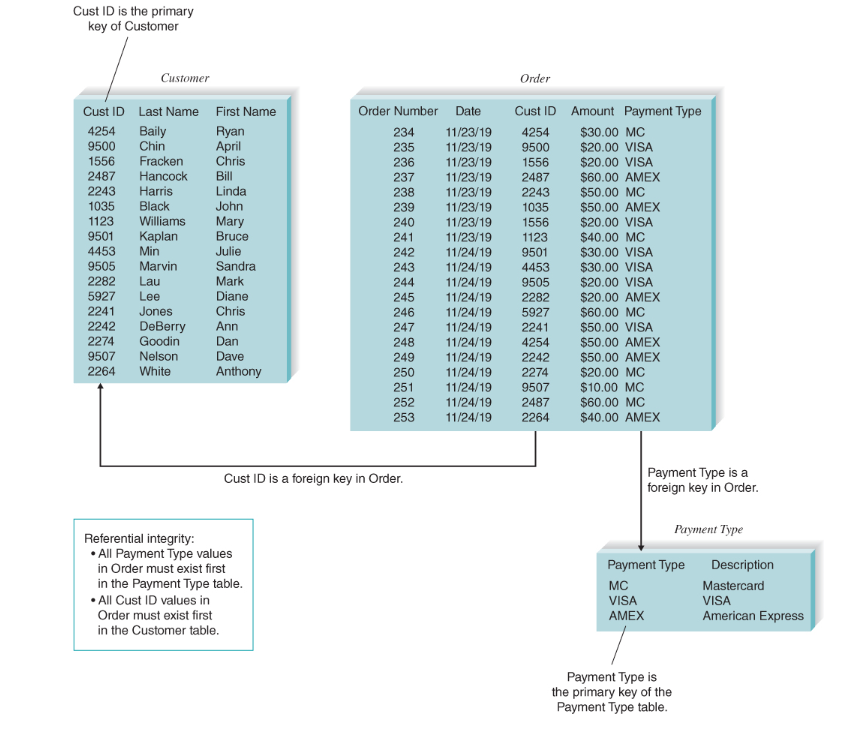 Cust ID is the primary
key of Customer
Customer
Cust ID Last Name First Name
4254 Baily Ryan
9500 Chin April
1556 Fracken Chris
2487 Hancock Bill
2243 Harris Linda
1035 Black John
1123 Williams Mary
9501 Kaplan Bruce
4453 Min Julie
9505 Marvin Sandra
2282 Lau Mark
5927 Lee Diane
2241 Jones Chris
2242 DeBerry Ann
2274 Goodin Dan
9507 Nelson Dave
2264 White Anthony
Order
Order Number Date Cust ID Amount Payment Type
234 11/23/19 4254 $30.00 MC
235 11/23/19 9500 $20.00 VISA
236 11/23/19 1556 $20.00 VISA
237 11/23/19 2487 $60.00 AMEX
238 11/23/19 2243 $50.00 MC
239 11/23/19 1035 $50.00 AMEX
240 11/23/19 1556 $20.00 VISA
241 11/23/19 1123 $40.00 MC
242 11/24/19 9501 $30.00 VISA
243 11/24/19 4453 $30.00 VISA
244 11/24/19 9505 $20.00 VISA
245 11/24/19 2282 $20.00 AMEX
246 11/24/19 5927 $60.00 MC
247 11/24/19 2241 $50.00 VISA
248 11/24/19 4254 $50.00 AMEX
249 11/24/19 2242 $50.00 AMEX
250 11/24/19 2274 $20.00 MC
251 11/24/19 9507 $10.00 MC
252 11/24/19 2487 $60.00 MC
253 11/24/19 2264 $40.00 AMEX
Cust ID is a foreign key in Order.
Payment Type is a
foreign key in Order.
Referential integrity:
• All Payment Type values
in Order must exist first
in the Payment Type table.
• All Cust ID values in
Order must exist first
in the Customer table.
Payment Type
Payment Type Description
MC Mastercard
VISA VISA
AMEX American Express
Payment Type is
the primary key of the
Payment Type table.